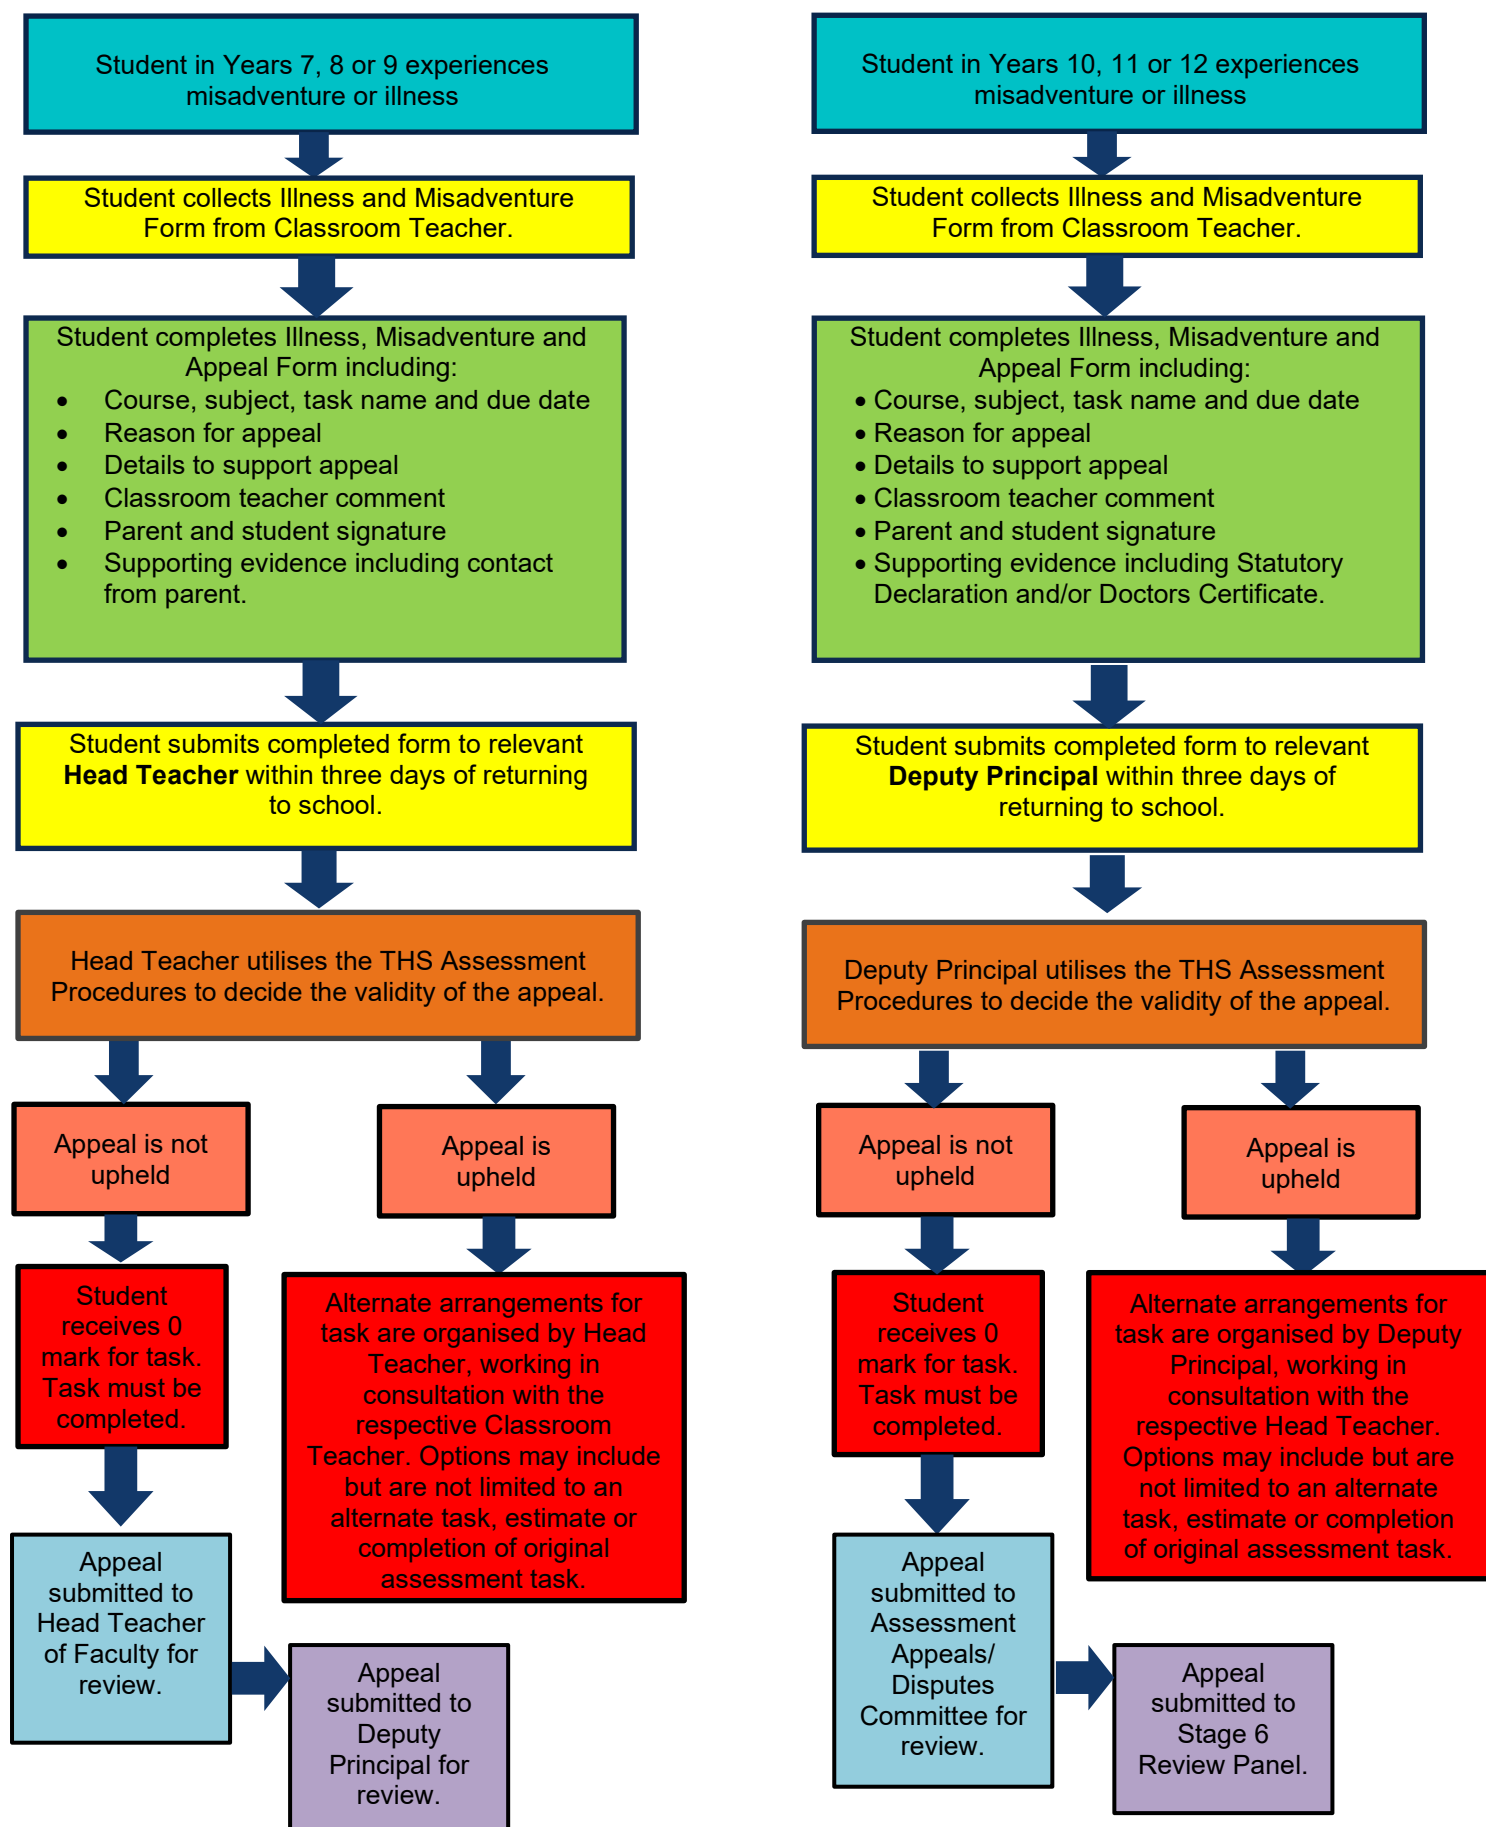 Student in Years 7, 8 or 9 experiences
misadventure or illness
Student collects Illness and Misadventure
Form from Classroom Teacher.
Student completes Illness, Misadventure and
Appeal Form including:
• Course, subject, task name and due date
• Reason for appeal
• Details to support appeal
• Classroom teacher comment
• Parent and student signature
• Supporting evidence including contact
from parent.
Student submits completed form to relevant
Head Teacher within three days of returning
to school.
Head Teacher utilises the THS Assessment
Procedures to decide the validity of the appeal.
Appeal is not
upheld
Appeal is
upheld
Student
receives 0
mark for task.
Task must be
completed.
Alternate arrangements for
task are organised by Head
Teacher, working in
consultation with the
respective Classroom
Teacher. Options may include
but are not limited to an
alternate task, estimate or
completion of original
assessment task.
Appeal
submitted to
Head Teacher
of Faculty for
review.
Appeal
submitted to
Deputy
Principal for
review.
Student in Years 10, 11 or 12 experiences
misadventure or illness
Student collects Illness and Misadventure
Form from Classroom Teacher.
Student completes Illness, Misadventure and
Appeal Form including:
• Course, subject, task name and due date
• Reason for appeal
• Details to support appeal
• Classroom teacher comment
• Parent and student signature
• Supporting evidence including Statutory
Declaration and/or Doctors Certificate.
Student submits completed form to relevant
Deputy Principal within three days of
returning to school.
Deputy Principal utilises the THS Assessment
Procedures to decide the validity of the appeal.
Appeal is not
upheld
Appeal is
upheld
Student
receives 0
mark for task.
Task must be
completed.
Alternate arrangements for
task are organised by Deputy
Principal, working in
consultation with the
respective Head Teacher.
Options may include but are
not limited to an alternate
task, estimate or completion
of original assessment task.
Appeal
submitted to
Assessment
Appeals/
Disputes
Committee for
review.
Appeal
submitted to
Stage 6
Review Panel.